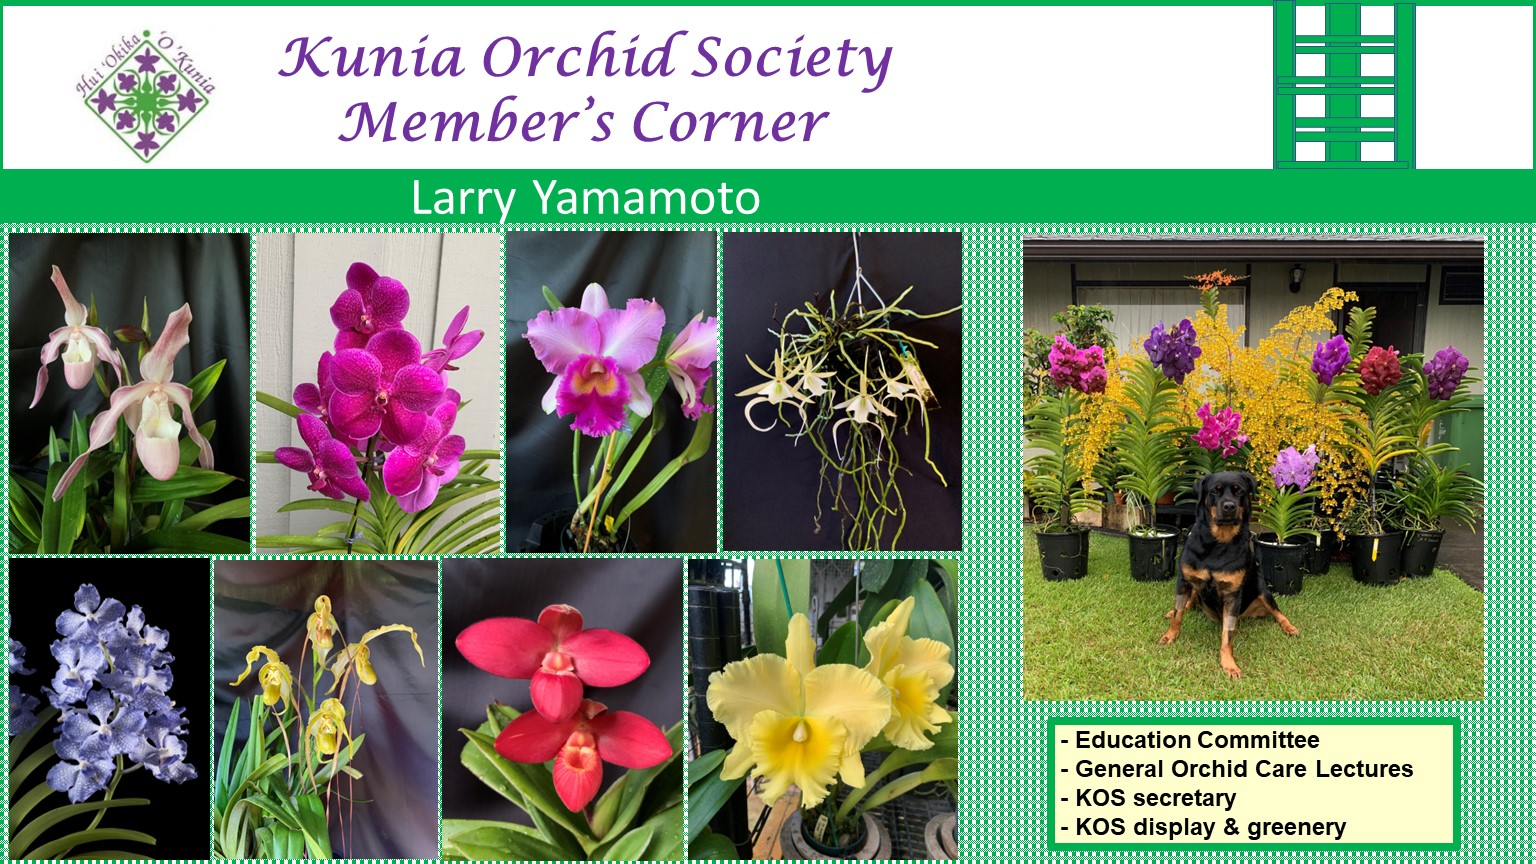 Hui 'Okika O 'Kunia
Kunia Orchid Society
Member's Corner
Larry Yamamoto
- Education Committee
- General Orchid Care Lectures
- KOS secretary
- KOS display & greenery